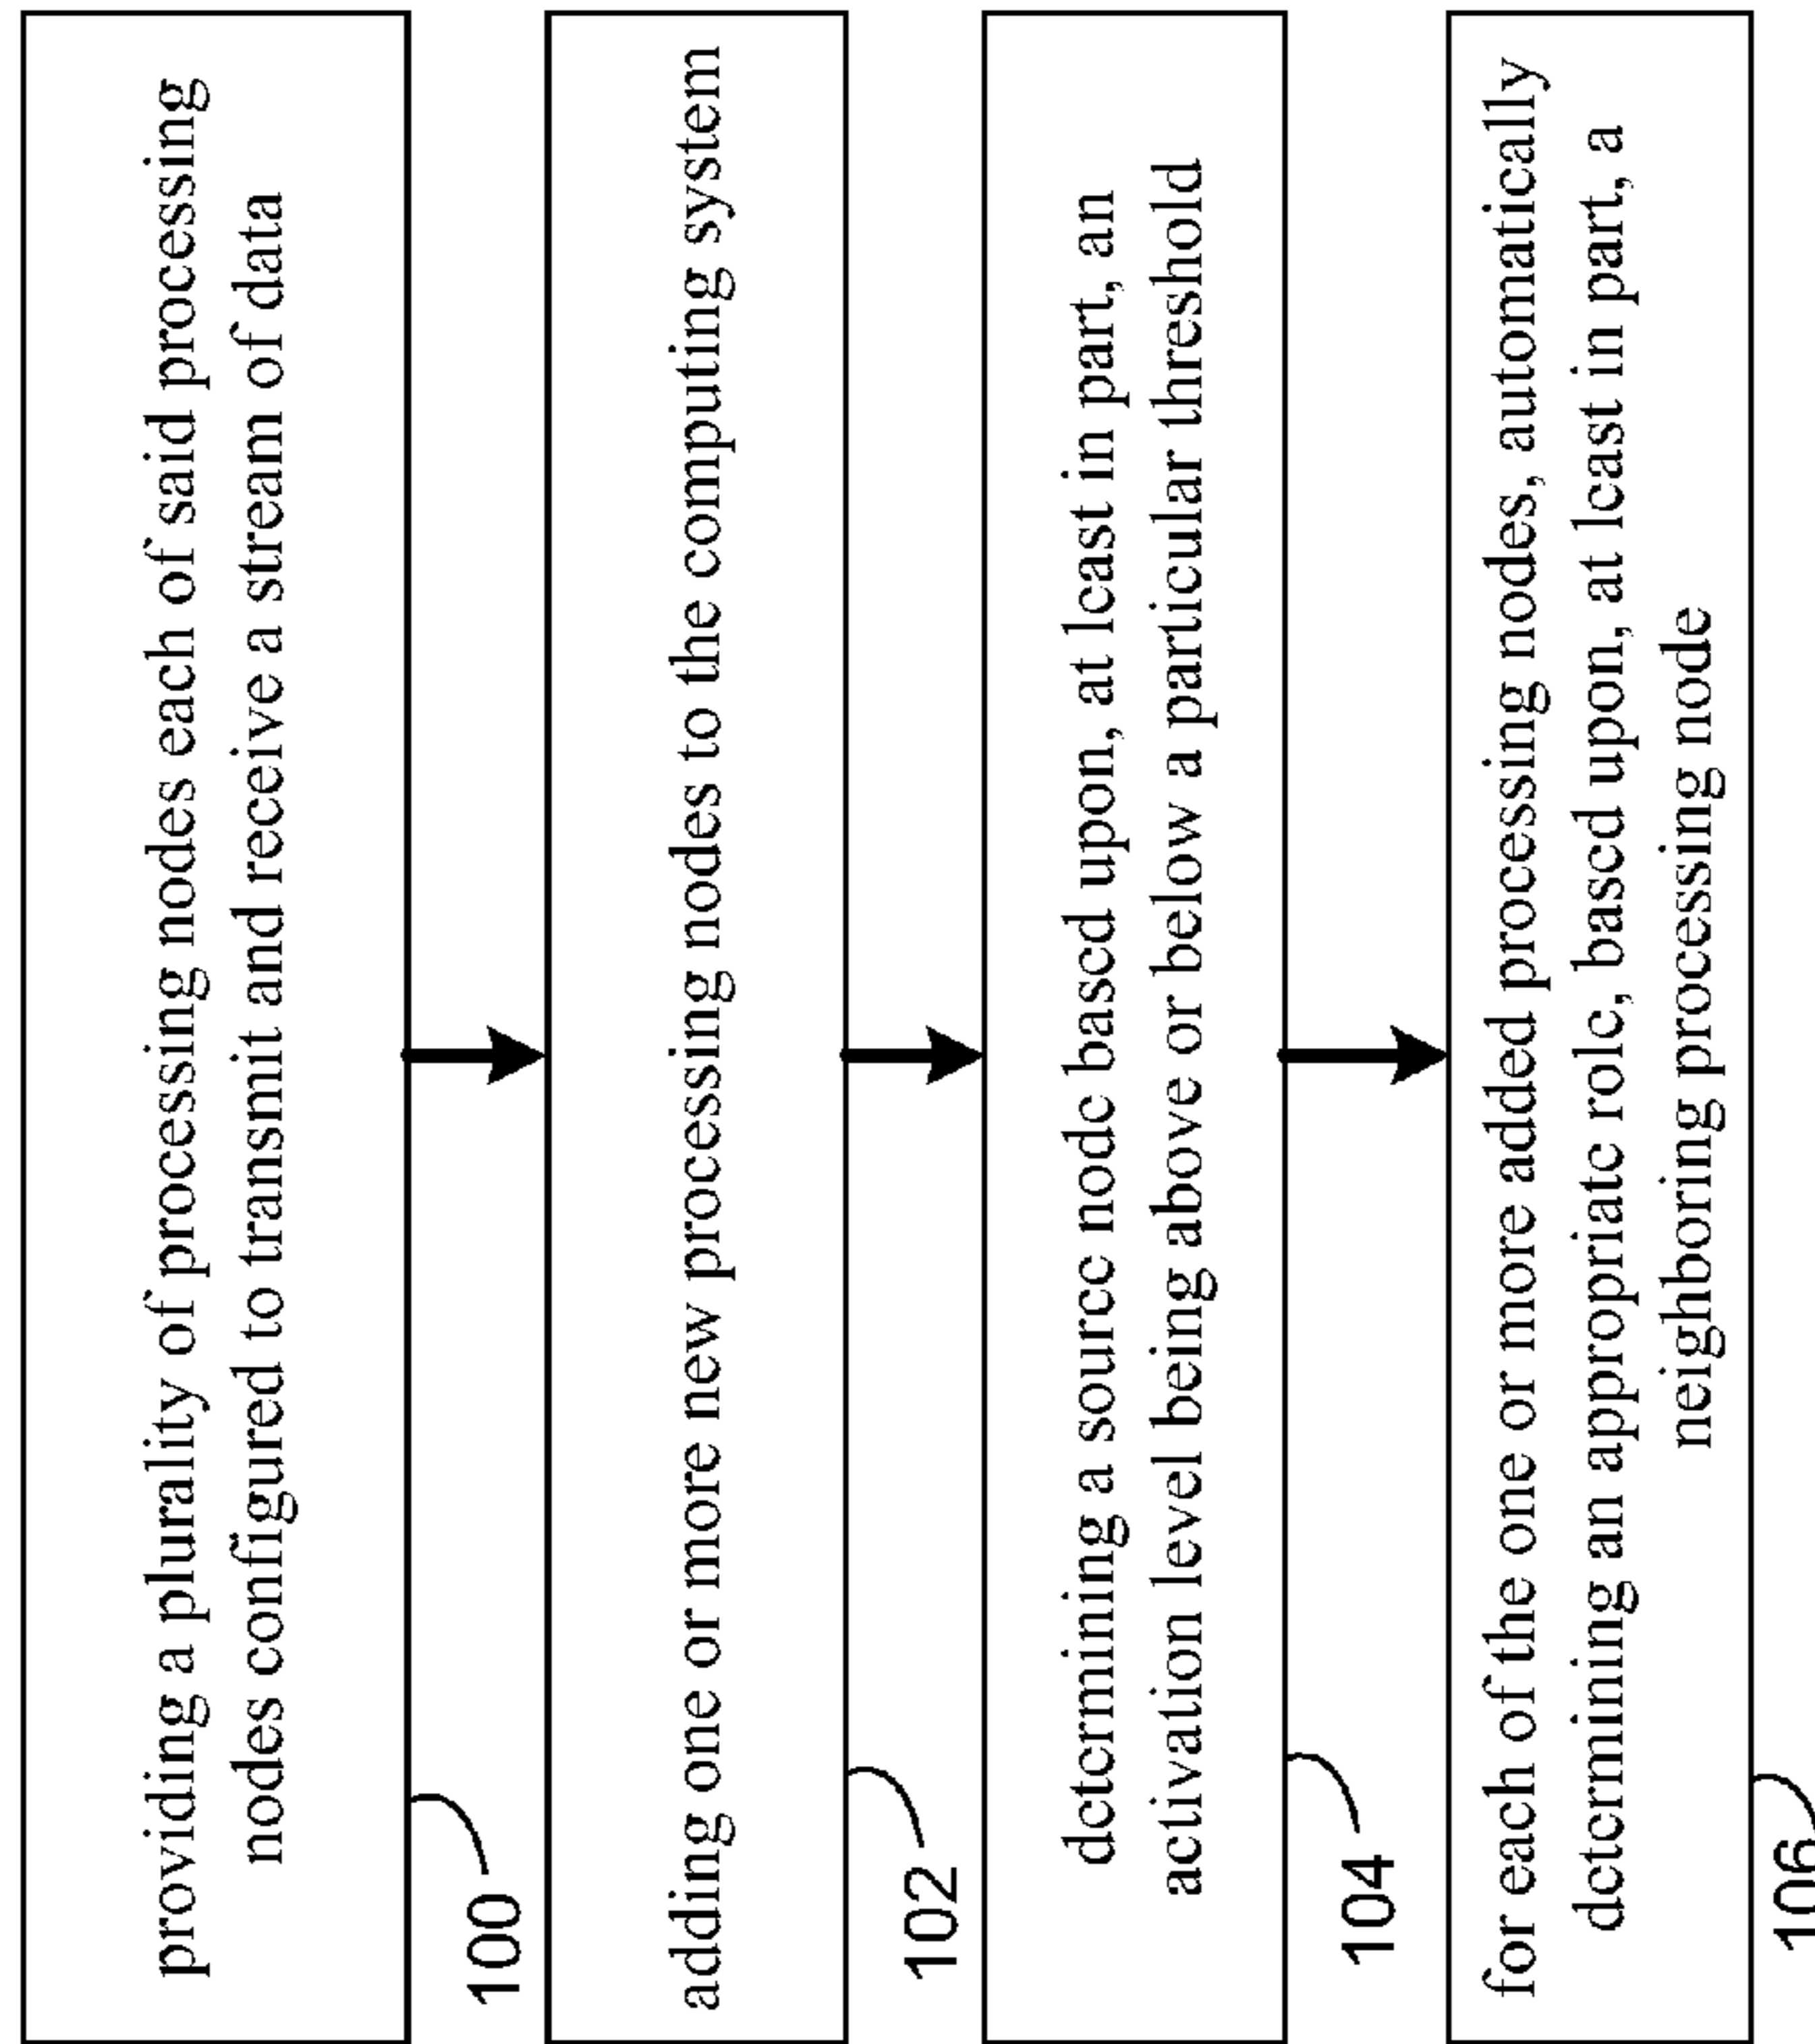 providing a plurality of processing nodes each of said processing
nodes configured to transmit and receive a stream of data
100
adding one or more new processing nodes to the computing system
102
determining a source node based upon, at least in part, an
activation level being above or below a particular threshold
104
for each of the one or more added processing nodes, automatically
determining an appropriate role, based upon, at least in part, a
neighboring processing node
106